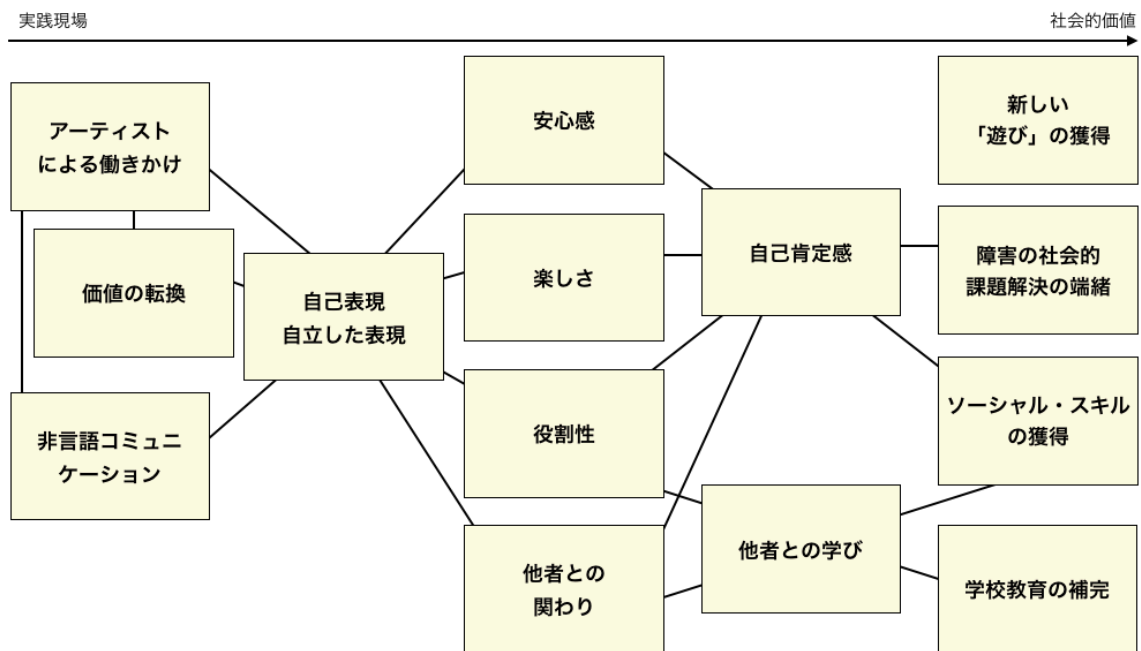 実践現場
社会的価値
アーティスト
による働きかけ
価値の転換
非言語コミュニ
ケーション
自己表現
自立した表現
安心感
楽しさ
役割性
他者との
関わり
自己肯定感
他者との学び
新しい
「遊び」の獲得
障害の社会的
課題解決の端緒
ソーシャル・スキル
の獲得
学校教育の補完